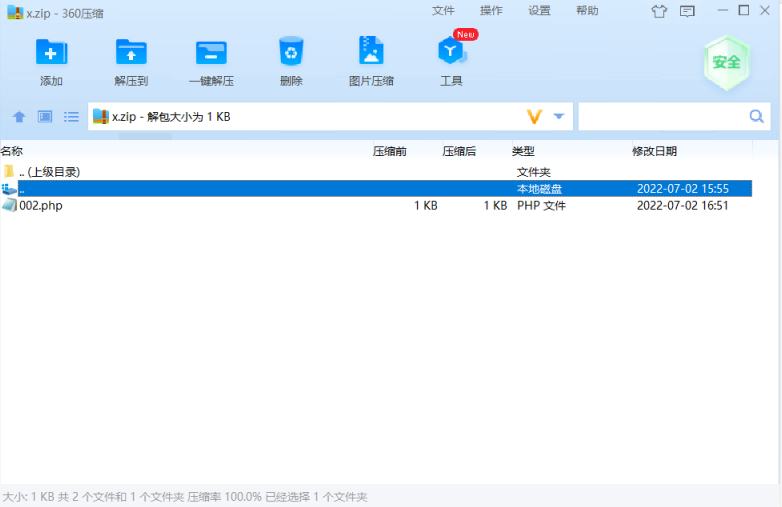 x.zip - 360压缩 文件 操作 设置 帮助
New
添加 解压到 一键解压 删除 图片压缩 工具 安全
x.zip - 解包大小为 1 KB
名称 压缩前 压缩后 类型 修改日期
.. (上级目录) 文件夹
.. 本地磁盘 2022-07-02 15:55
002.php 1 KB 1 KB PHP 文件 2022-07-02 16:51
大小: 1 KB 共 2 个文件和 1 个文件夹 压缩率 100.0% 已经选择 1 个文件夹